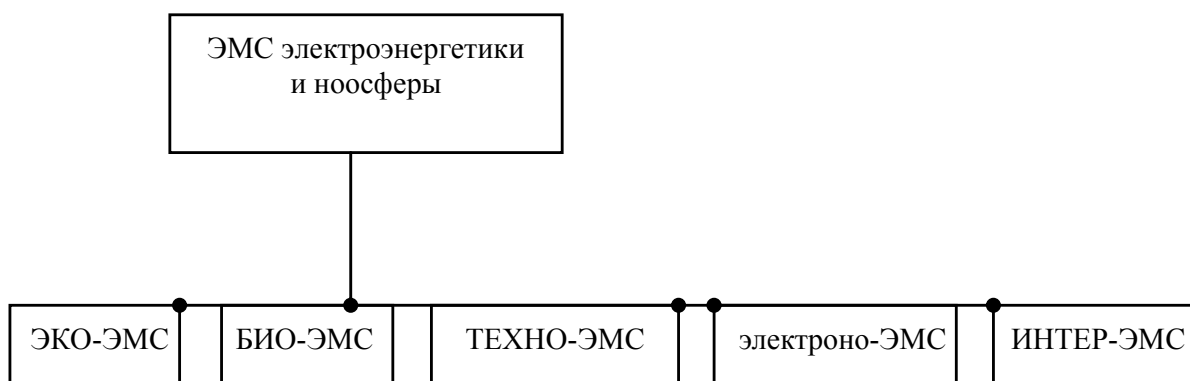 ЭМС электроэнергетики
и ноосферы
ЭКО-ЭМС БИО-ЭМС ТЕХНО-ЭМС электроно-ЭМС ИНТЕР-ЭМС